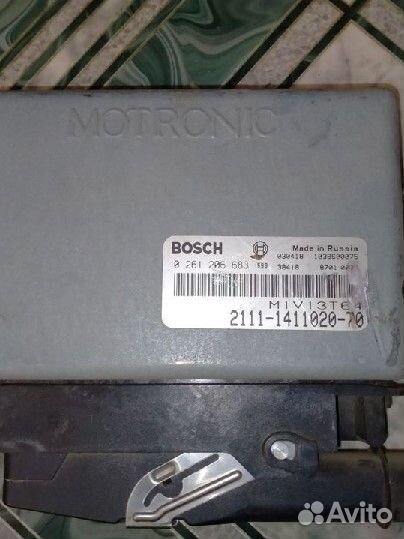 MOTRONIC
BOSCH
Made in Russia
0 261 206 683
M1V13T64
2111-1411020-70
Avito